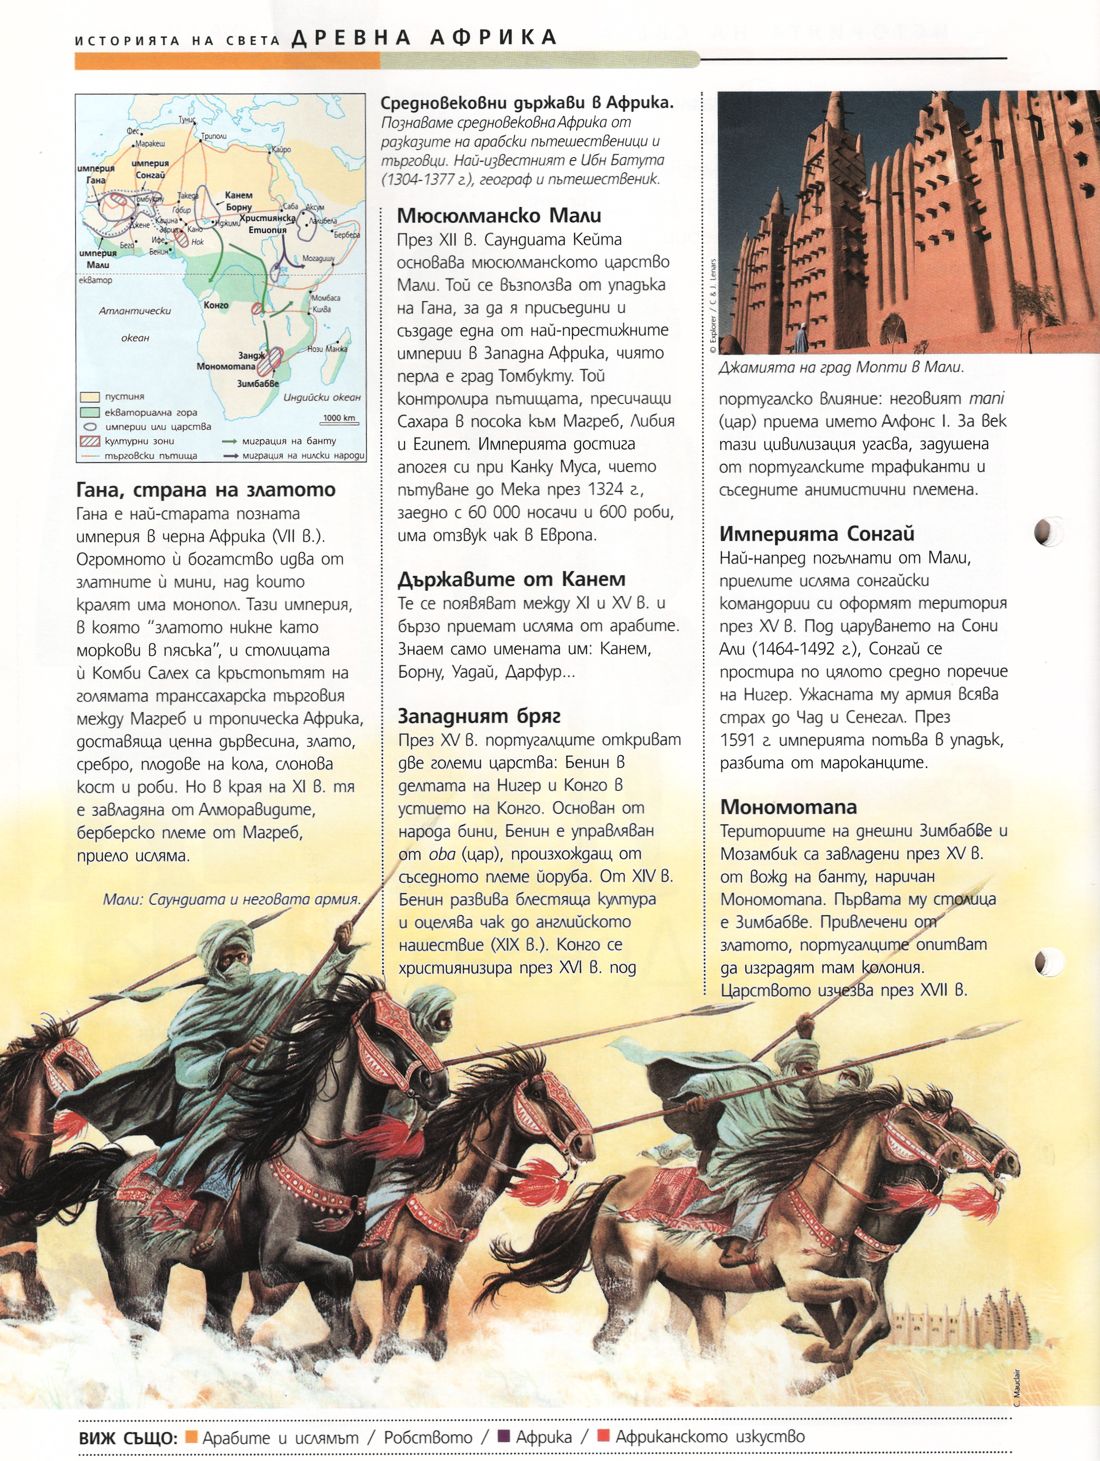 ИСТОРИЯТА НА СВЕТА ДРЕВНА АФРИКА
Фес
Тунис
Маракеш
Триполи
Кайро
империя
Гана
империя
Сонгай
Томбукту
Такеда
Гобир
Канем
Борну
Християнска
Етиопия
Саба
Аксум
Лалибела
Бербера
Джене
Кацина
Зария
Кано
Нджими
Нок
Бего
Ифе
Бенин
империя
Мали
Могадишу
екватор
Конго
Момбаса
Килва
Атлантически
океан
Зандж
Мономотапа
Зимбабве
Нози Манжа
Индийски океан
1000 km
пустиня
екваториална гора
империи или царства
културни зони
търговски пътища
миграция на банту
миграция на нилски народи
Гана, страна на златото
Гана е най-старата позната
империя в черна Африка (VII в.).
Огромното ѝ богатство идва от
златните ѝ мини, над които
кралят има монопол. Тази империя,
в която “златото никне като
моркови в пясъка”, и столицата
ѝ Комби Салех са кръстопътят на
голямата транссахарска търговия
между Магреб и тропическа Африка,
доставяща ценна дървесина, злато,
сребро, плодове на кола, слонова
кост и роби. Но в края на XI в. тя
е завладяна от Алморавидите,
берберско племе от Магреб,
приело исляма.
Мали: Саундиата и неговата армия.
Средновековни държави в Африка.
Познаваме средновековна Африка от
разказите на арабски пътешественици и
търговци. Най-известният е Ибн Батута
(1304-1377 г.), географ и пътешественик.
Мюсюлманско Мали
През XII в. Саундиата Кейта
основава мюсюлманското царство
Мали. Той се възползва от упадъка
на Гана, за да я присъедини и
създаде една от най-престижните
империи в Западна Африка, чиято
перла е град Томбукту. Той
контролира пътищата, пресичащи
Сахара в посока към Магреб, Либия
и Египет. Империята достига
апогея си при Канку Муса, чието
пътуване до Мека през 1324 г.,
заедно с 60 000 носачи и 600 роби,
има отзвук чак в Европа.
Държавите от Канем
Те се появяват между XI и XV в. и
бързо приемат исляма от арабите.
Знаем само имената им: Канем,
Борну, Уадай, Дарфур...
Западният бряг
През XV в. португалците откриват
две големи царства: Бенин в
делтата на Нигер и Конго в
устието на Конго. Основан от
народа бини, Бенин е управляван
от оba (цар), произхождащ от
съседното племе йоруба. От XIV в.
Бенин развива блестяща култура
и оцелява чак до английското
нашествие (XIX в.). Конго се
християнизира през XVI в. под
© Explorer / C. & J. Lenars
Джамията на град Мопти в Мали.
португалско влияние: неговият mani
(цар) приема името Алфонс I. За век
тази цивилизация угасва, задушена
от португалските трафиканти и
съседните анимистични племена.
Империята Сонгай
Най-напред погълнати от Мали,
приелите исляма сонгайски
командории си оформят територия
през XV в. Под царуването на Сони
Али (1464-1492 г.), Сонгай се
простира по цялото средно поречие
на Нигер. Ужасната му армия всява
страх до Чад и Сенегал. През
1591 г. империята потъва в упадък,
разбита от мароканците.
Мономотапа
Териториите на днешни Зимбабве и
Мозамбик са завладени през XV в.
от вожд на банту, наричан
Мономотапа. Първата му столица
е Зимбабве. Привлечени от
златото, португалците опитват
да изградят там колония.
Царството изчезва през XVII в.
C. Mauclair
ВИЖ СЪЩО: Арабите и ислямът / Робството / Африка / Африканското изкуство